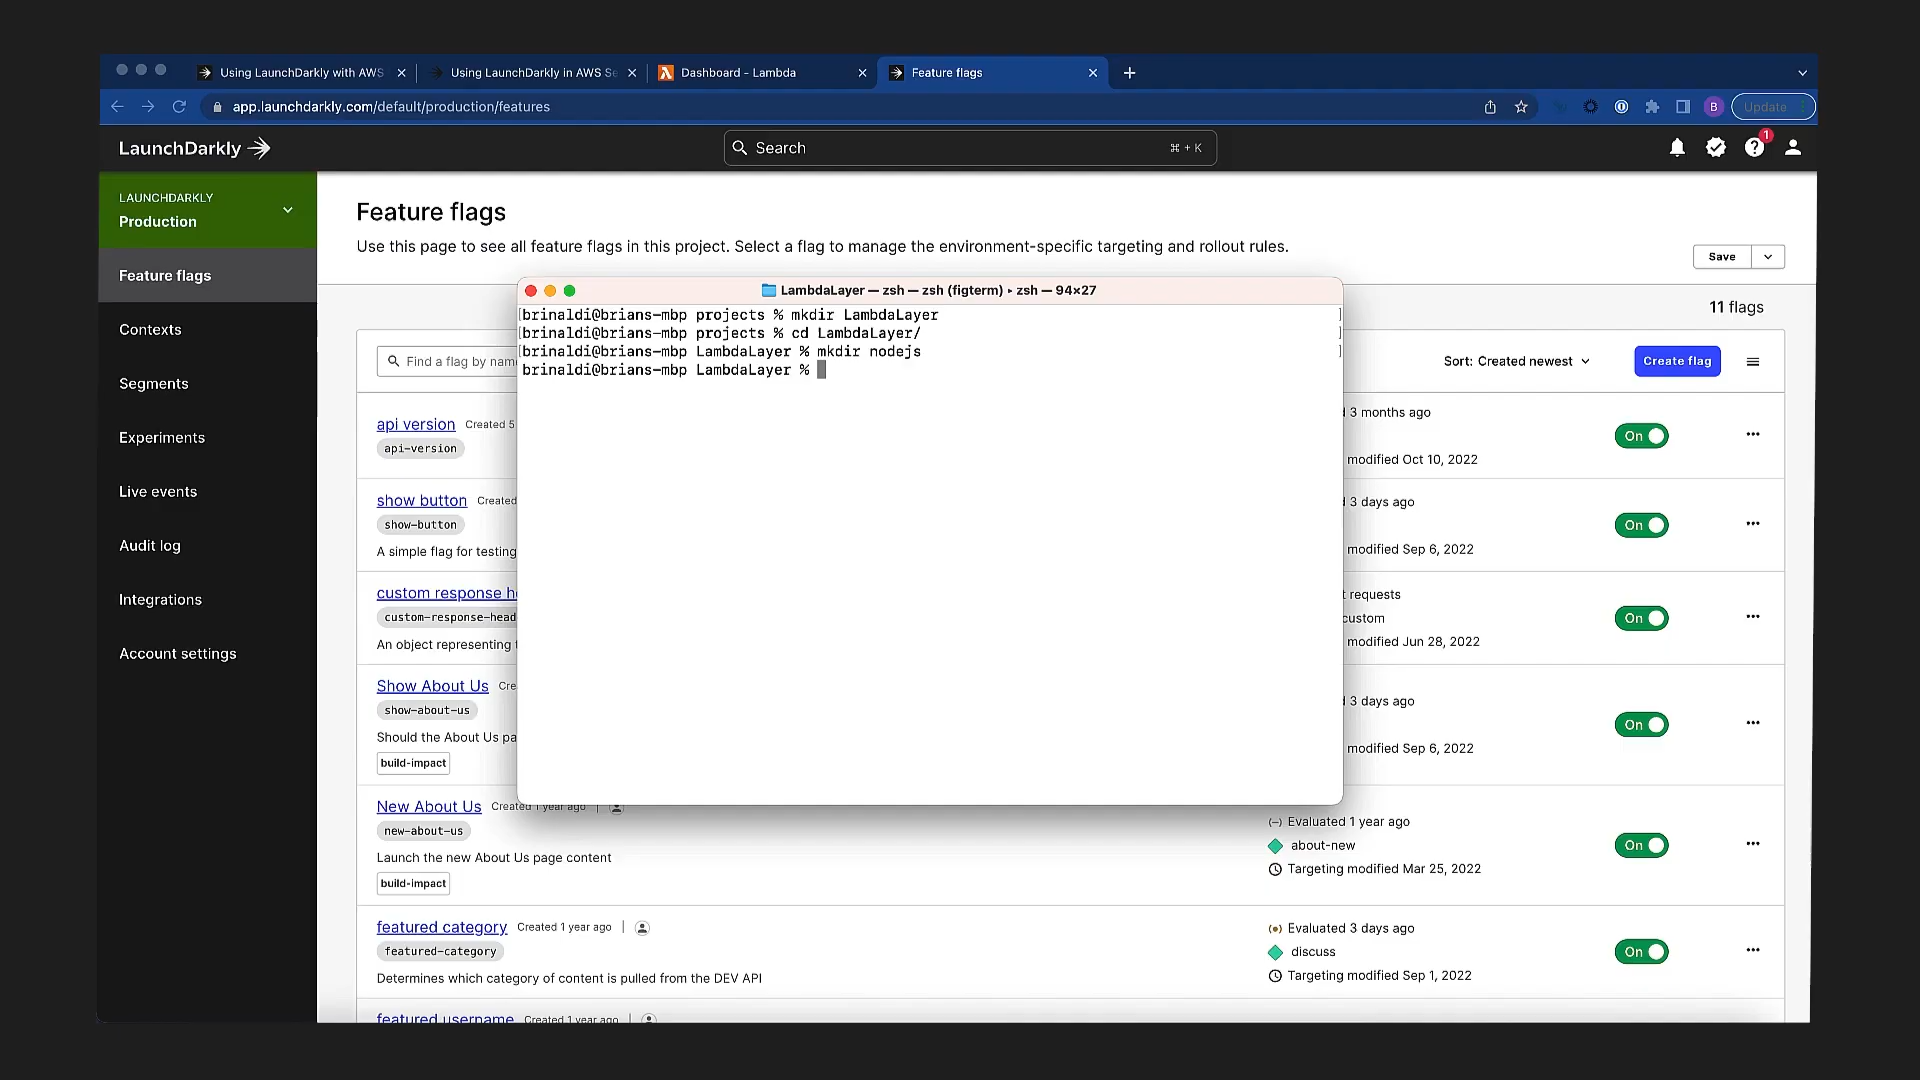 Using LaunchDarkly with AWS
Using LaunchDarkly in AWS Se
Dashboard - Lambda
Feature flags
app.launchdarkly.com/default/production/features
B
Update
LaunchDarkly
Search
⌘ + K
1
LAUNCHDARKLY
Production
Feature flags
Contexts
Segments
Experiments
Live events
Audit log
Integrations
Account settings
Feature flags
Use this page to see all feature flags in this project. Select a flag to manage the environment-specific targeting and rollout rules.
Save
11 flags
Find a flag by name
Sort: Created newest
Create flag
LambdaLayer — zsh — zsh (figterm) ▸ zsh — 94×27
[brinaldi@brians-mbp projects % mkdir LambdaLayer ]
[brinaldi@brians-mbp projects % cd LambdaLayer/ ]
[brinaldi@brians-mbp LambdaLayer % mkdir nodejs ]
brinaldi@brians-mbp LambdaLayer %
api version Created 5
api-version
3 months ago
modified Oct 10, 2022
On
show button Created
show-button
A simple flag for testing
3 days ago
modified Sep 6, 2022
On
custom response h
custom-response-head
An object representing
requests
custom
modified Jun 28, 2022
On
Show About Us Cre
show-about-us
Should the About Us pa
build-impact
3 days ago
modified Sep 6, 2022
On
New About Us Created 1 year ago
new-about-us
Launch the new About Us page content
build-impact
Evaluated 1 year ago
about-new
Targeting modified Mar 25, 2022
On
featured category Created 1 year ago
featured-category
Determines which category of content is pulled from the DEV API
Evaluated 3 days ago
discuss
Targeting modified Sep 1, 2022
On
featured username Created 1 year ago